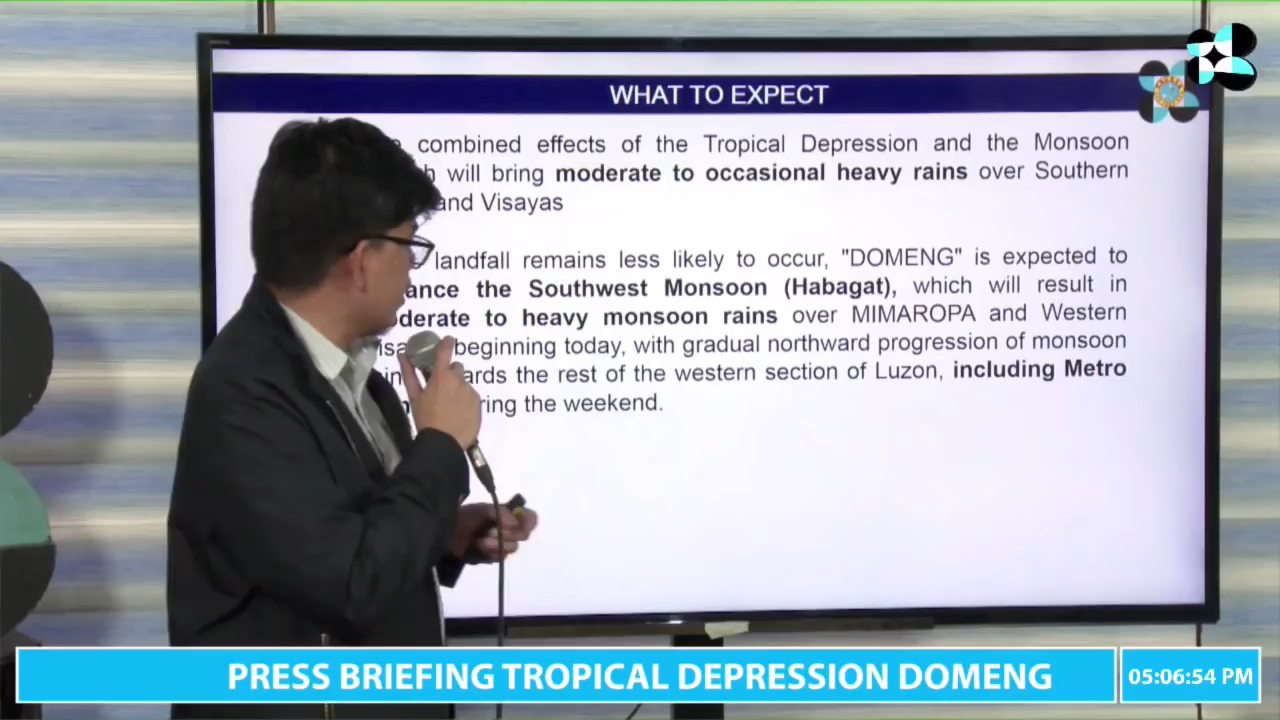 WHAT TO EXPECT
combined effects of the Tropical Depression and the Monsoon
will bring moderate to occasional heavy rains over Southern
and Visayas
landfall remains less likely to occur, "DOMENG" is expected to
ance the Southwest Monsoon (Habagat), which will result in
derate to heavy monsoon rains over MIMAROPA and Western
beginning today, with gradual northward progression of monsoon
ards the rest of the western section of Luzon, including Metro
ring the weekend.
PRESS BRIEFING TROPICAL DEPRESSION DOMENG
05:06:54 PM